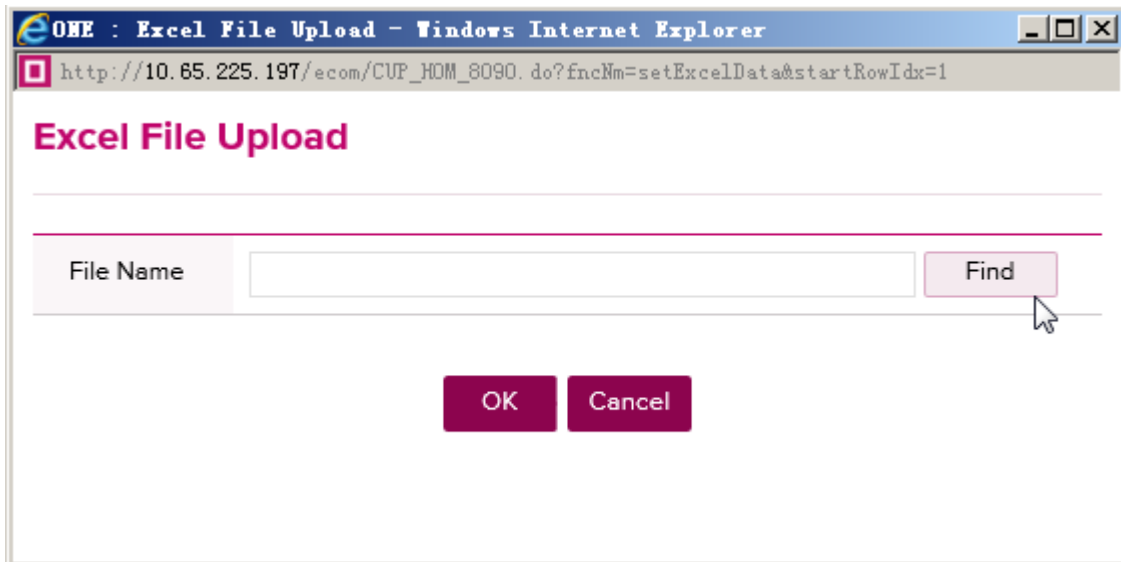 ONE : Excel File Upload - Windows Internet Explorer
http://10.65.225.197/ecom/CUP_HOM_8090.do?fncNm=setExcelData&startRowIdx=1
Excel File Upload
File Name
Find
OK
Cancel